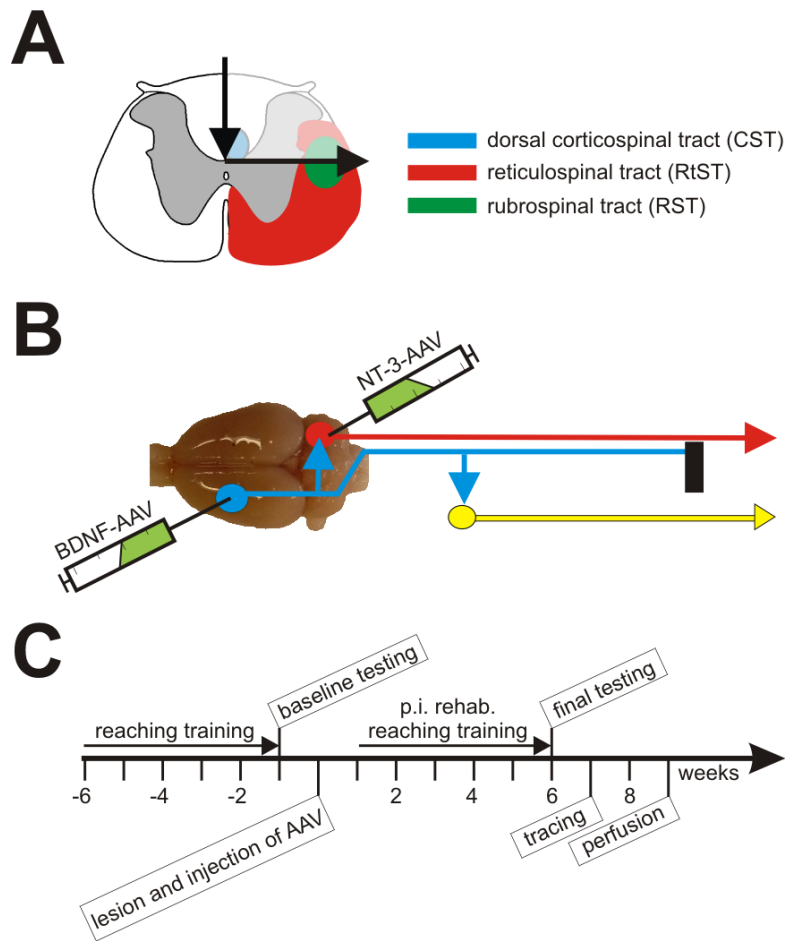 A
dorsal corticospinal tract (CST)
reticulospinal tract (RtST)
rubrospinal tract (RST)
B
NT-3-AAV
BDNF-AAV
C
baseline testing
final testing
p.i. rehab.
reaching training
reaching training
weeks
-6 -4 -2 2 4 6 8
lesion and injection of AAV
tracing
perfusion